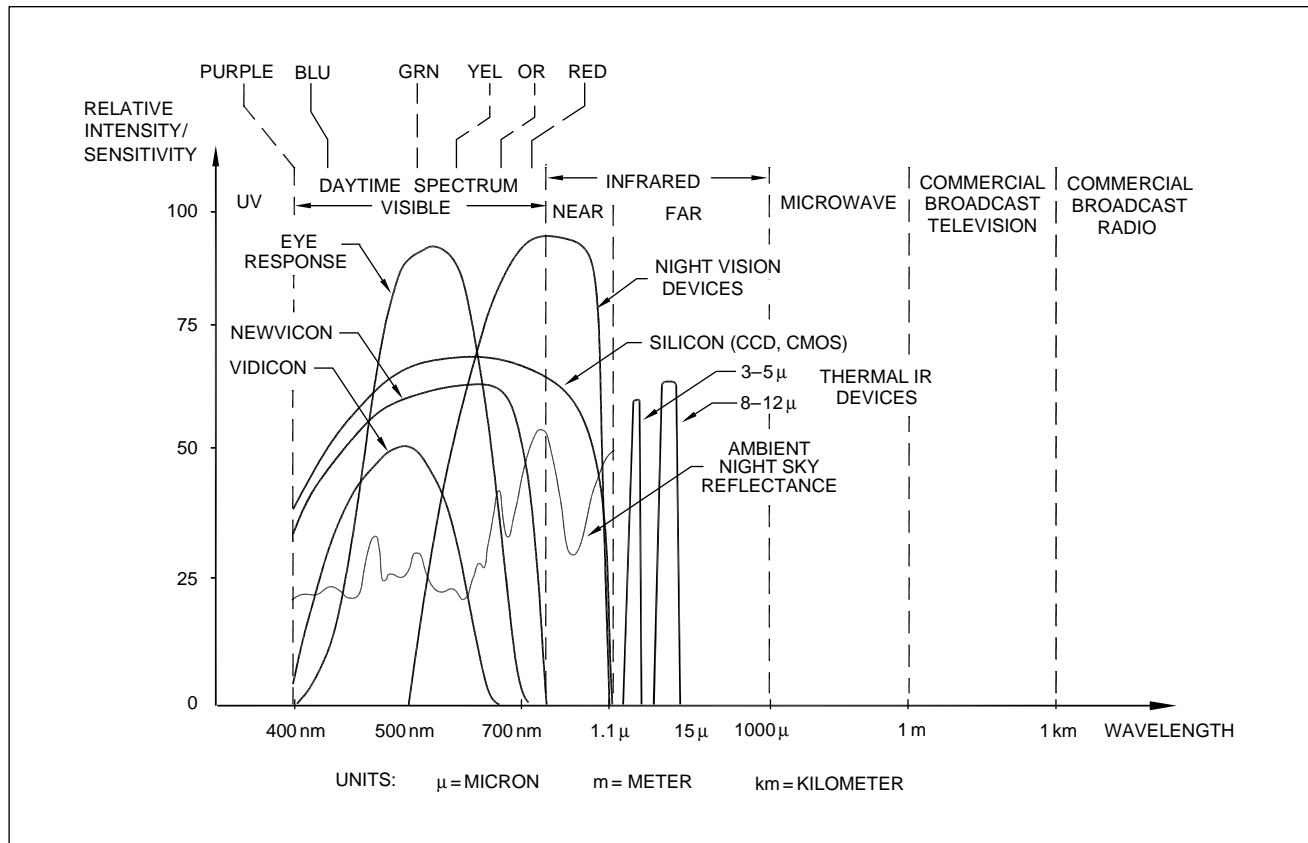 PURPLE BLU GRN YEL OR RED
RELATIVE
INTENSITY/
SENSITIVITY
UV
DAYTIME SPECTRUM
VISIBLE
INFRARED
NEAR FAR
MICROWAVE
COMMERCIAL
BROADCAST
TELEVISION
COMMERCIAL
BROADCAST
RADIO
100
EYE
RESPONSE
NIGHT VISION
DEVICES
75
NEWVICON
SILICON (CCD, CMOS)
VIDICON
3–5 μ
THERMAL IR
DEVICES
8–12 μ
50
AMBIENT
NIGHT SKY
REFLECTANCE
25
0
400 nm 500 nm 700 nm 1.1 μ 15 μ 1000 μ 1 m 1 km WAVELENGTH
UNITS: μ = MICRON m = METER km = KILOMETER